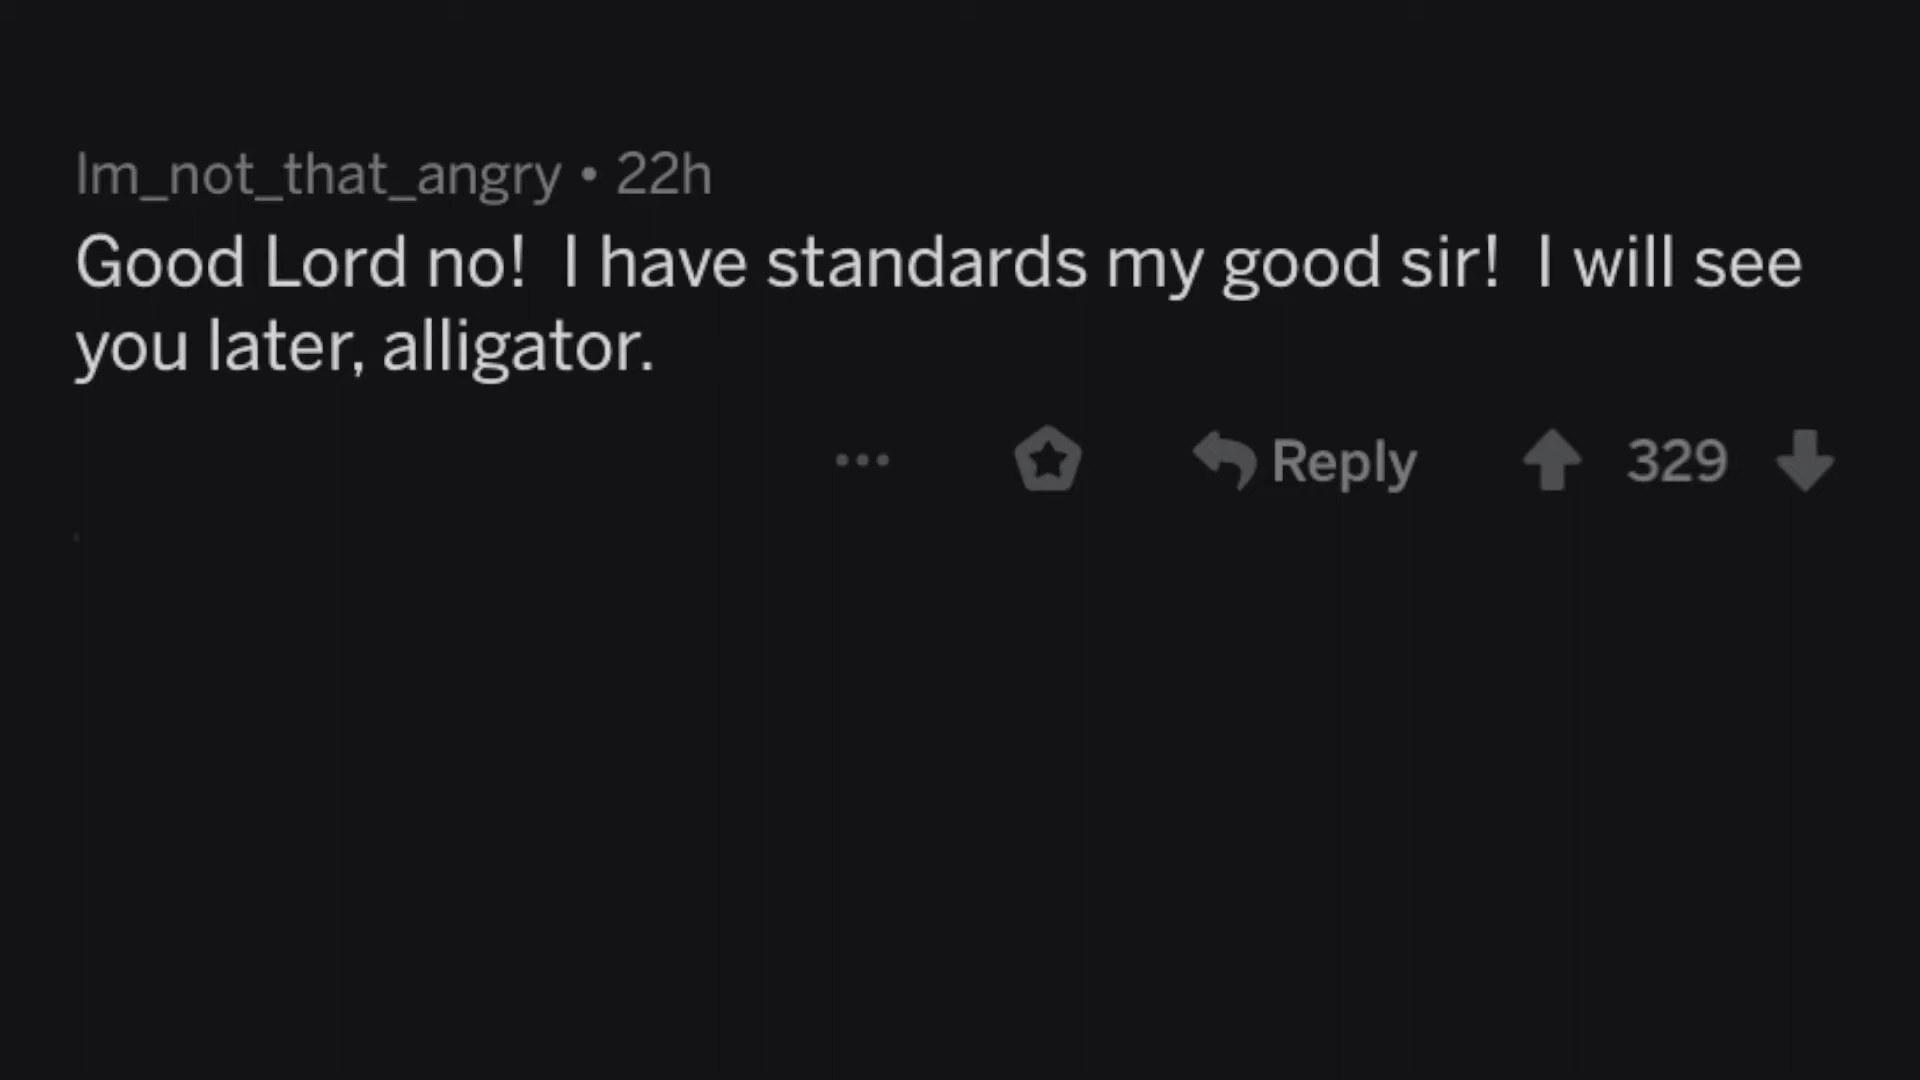 Im_not_that_angry • 22h
Good Lord no!  I have standards my good sir!  I will see
you later, alligator.
... Reply 329